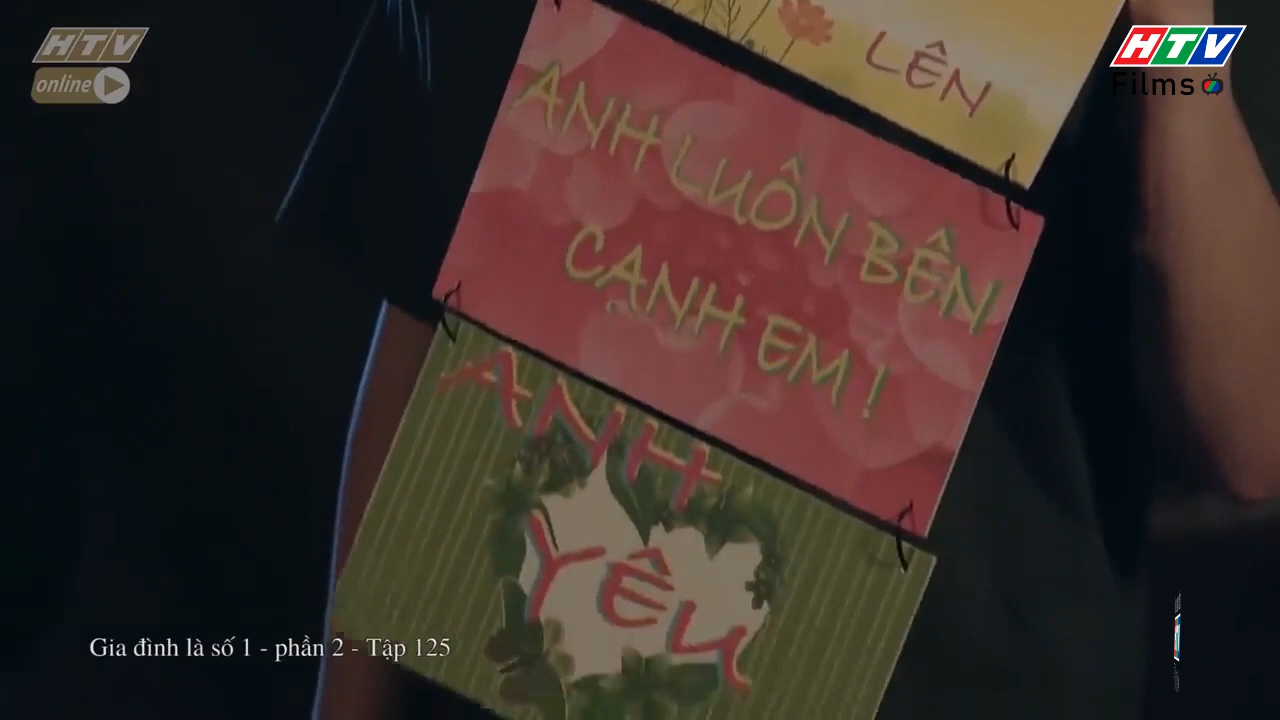 HTV
online
HTV
Films
LÊN
ANH LUÔN BÊN
CẠNH EM !
ANH
YÊU
Gia đình là số 1 - phần 2 - Tập 125